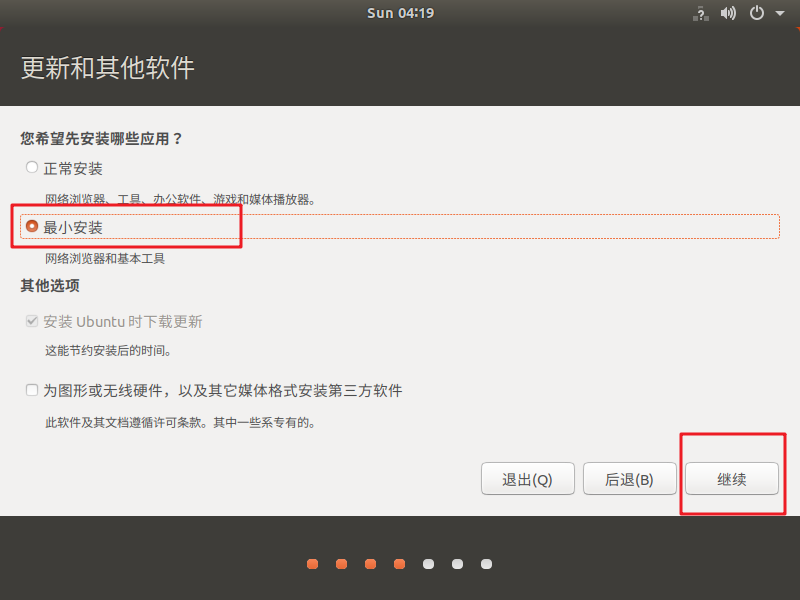 Sun 04:19
更新和其他软件
您希望先安装哪些应用？
正常安装
网络浏览器、工具、办公软件、游戏和媒体播放器。
最小安装
网络浏览器和基本工具
其他选项
安装 Ubuntu 时下载更新
这能节约安装后的时间。
为图形或无线硬件，以及其它媒体格式安装第三方软件
此软件及其文档遵循许可条款。其中一些系专有的。
退出(Q) 后退(B) 继续